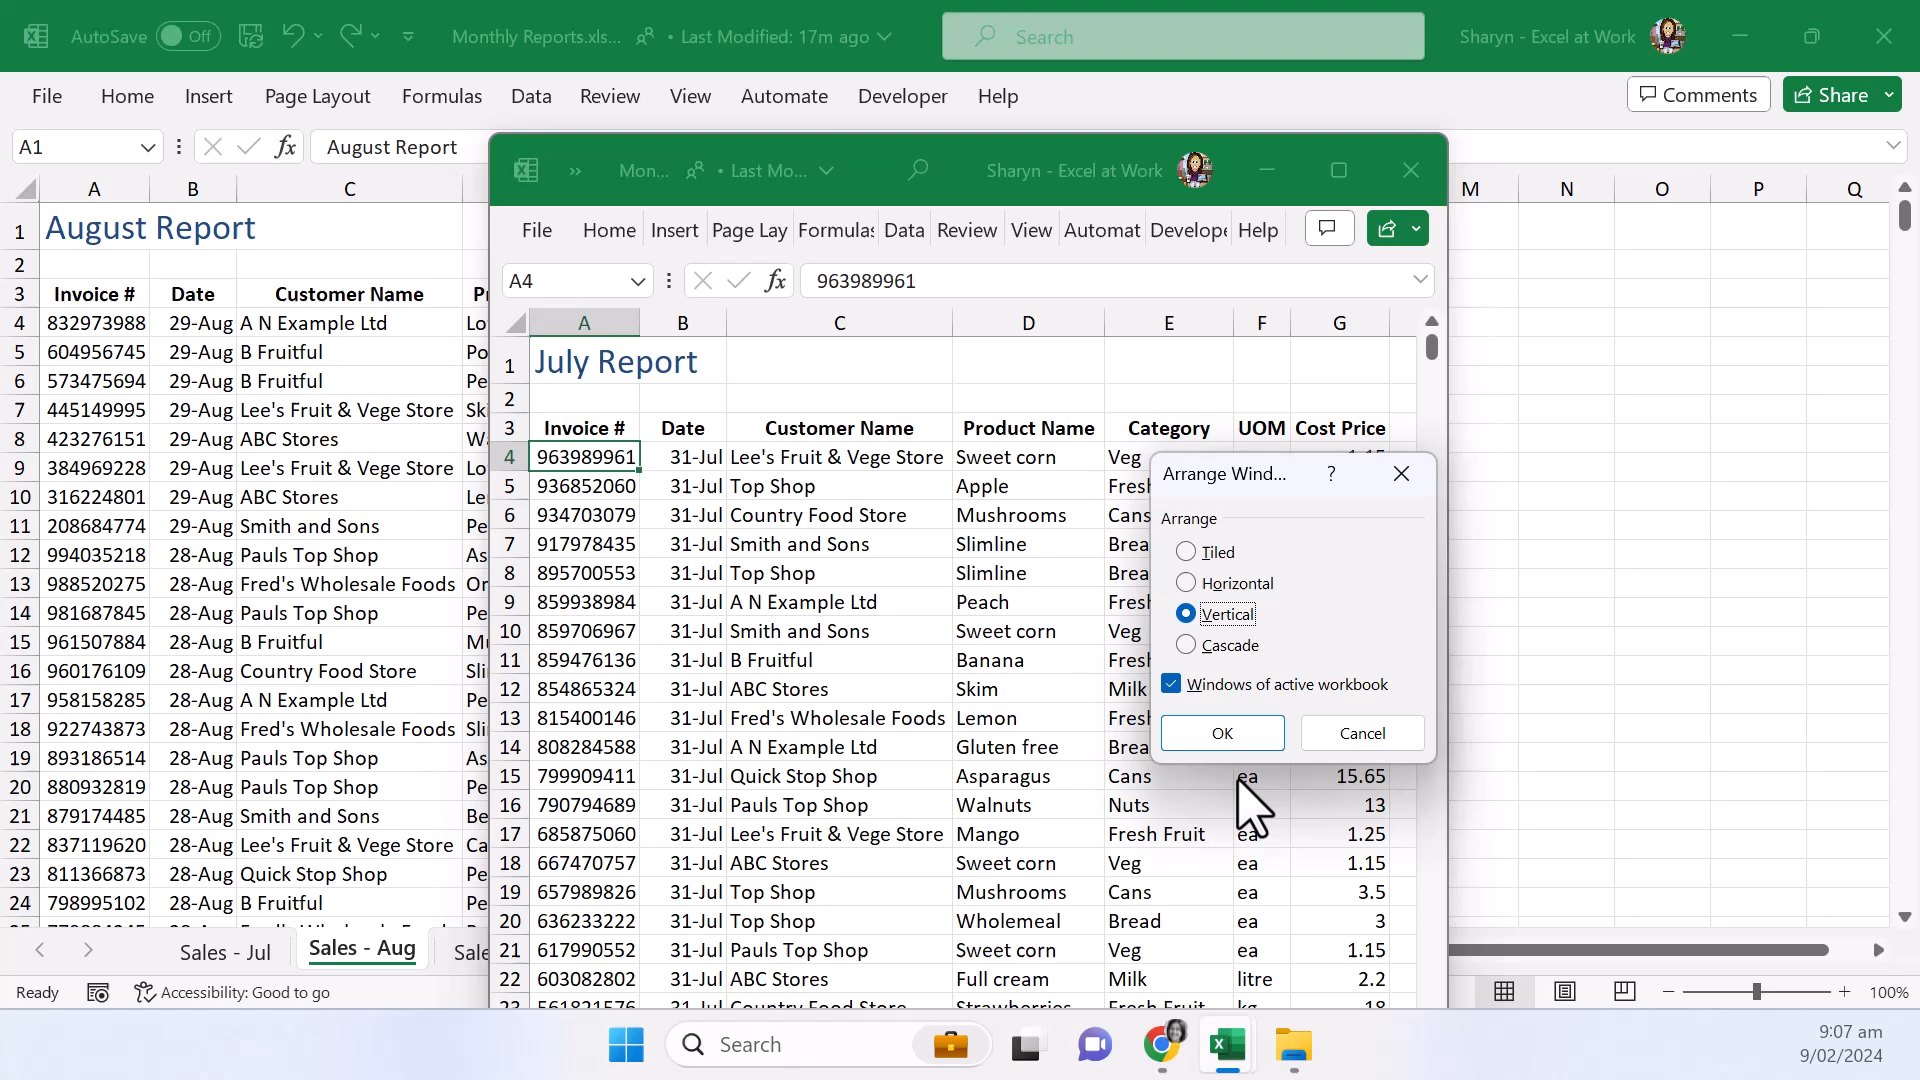 AutoSave Off Monthly Reports.xls... • Last Modified: 17m ago Search Sharyn - Excel at Work
File Home Insert Page Layout Formulas Data Review View Automate Developer Help Comments Share
A1 fx August Report
A B C M N O P Q
1 August Report
2
3 Invoice # Date Customer Name
4 832973988 29-Aug A N Example Ltd Lo
5 604956745 29-Aug B Fruitful Po
6 573475694 29-Aug B Fruitful Pe
7 445149995 29-Aug Lee's Fruit & Vege Store Sk
8 423276151 29-Aug ABC Stores
9 384969228 29-Aug Lee's Fruit & Vege Store Lo
10 316224801 29-Aug ABC Stores Le
11 208684774 29-Aug Smith and Sons Pe
12 994035218 28-Aug Pauls Top Shop As
13 988520275 28-Aug Fred's Wholesale Foods Or
14 981687845 28-Aug Pauls Top Shop Pe
15 961507884 28-Aug B Fruitful
16 960176109 28-Aug Country Food Store Sli
17 958158285 28-Aug A N Example Ltd Pe
18 922743873 28-Aug Fred's Wholesale Foods Sli
19 893186514 28-Aug Pauls Top Shop As
20 880932819 28-Aug Pauls Top Shop Pe
21 879174485 28-Aug Smith and Sons Be
22 837119620 28-Aug Lee's Fruit & Vege Store Ca
23 811366873 28-Aug Quick Stop Shop Pe
24 798995102 28-Aug B Fruitful Pe
Sales - Jul Sales - Aug Sale
Ready Accessibility: Good to go 100%
» Mon... • Last Mo... Sharyn - Excel at Work
File Home Insert Page Lay Formulas Data Review View Automat Develope Help
A4 fx 963989961
A B C D E F G
1 July Report
2
3 Invoice # Date Customer Name Product Name Category UOM Cost Price
4 963989961 31-Jul Lee's Fruit & Vege Store Sweet corn Veg
5 936852060 31-Jul Top Shop Apple Fresh
6 934703079 31-Jul Country Food Store Mushrooms Cans
7 917978435 31-Jul Smith and Sons Slimline Brea
8 895700553 31-Jul Top Shop Slimline Brea
9 859938984 31-Jul A N Example Ltd Peach Fresh
10 859706967 31-Jul Smith and Sons Sweet corn Veg
11 859476136 31-Jul B Fruitful Banana Fresh
12 854865324 31-Jul ABC Stores Skim Milk
13 815400146 31-Jul Fred's Wholesale Foods Lemon Fresh
14 808284588 31-Jul A N Example Ltd Gluten free Brea
15 799909411 31-Jul Quick Stop Shop Asparagus Cans ea 15.65
16 790794689 31-Jul Pauls Top Shop Walnuts Nuts 13
17 685875060 31-Jul Lee's Fruit & Vege Store Mango Fresh Fruit ea 1.25
18 667470757 31-Jul ABC Stores Sweet corn Veg ea 1.15
19 657989826 31-Jul Top Shop Mushrooms Cans ea 3.5
20 636233222 31-Jul Top Shop Wholemeal Bread ea 3
21 617990552 31-Jul Pauls Top Shop Sweet corn Veg ea 1.15
22 603082802 31-Jul ABC Stores Full cream Milk litre 2.2
Arrange Wind... ?
Arrange
Tiled
Horizontal
Vertical
Cascade
Windows of active workbook
OK Cancel
Search
9:07 am
9/02/2024